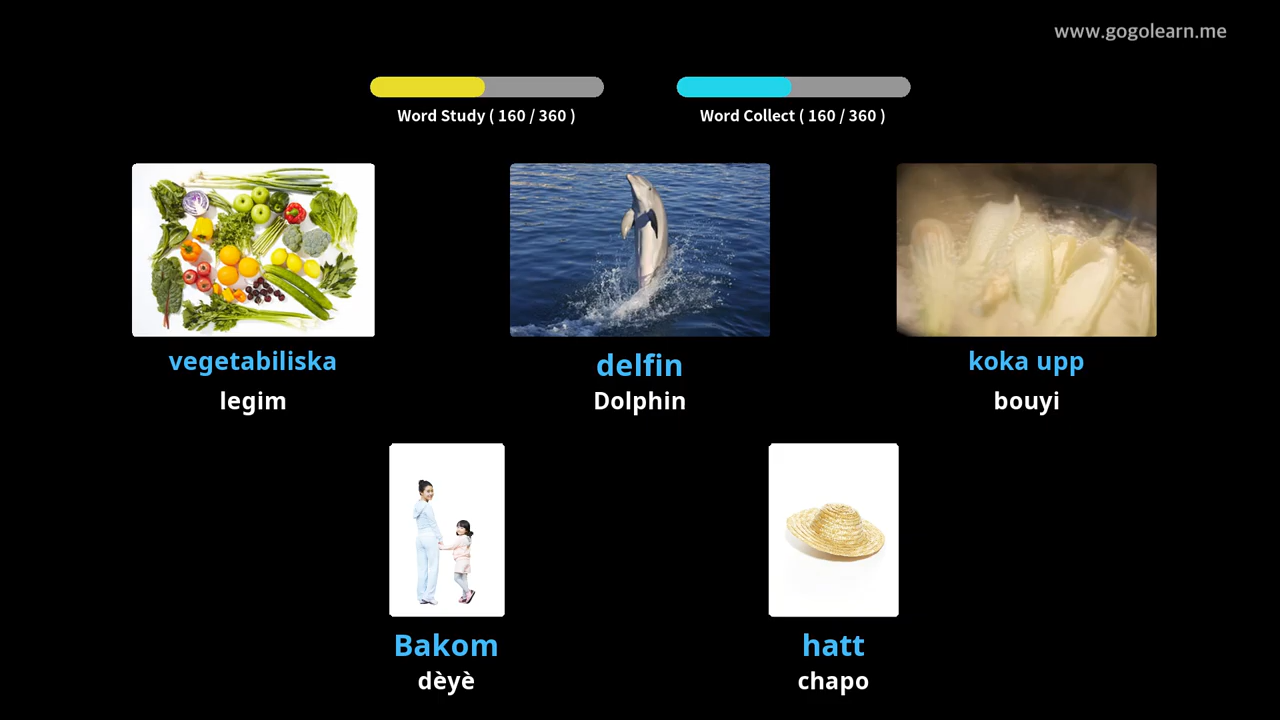 www.gogolearn.me
Word Study ( 160 / 360 )
Word Collect ( 160 / 360 )
vegetabiliska
legim
delfin
Dolphin
koka upp
bouyi
Bakom
dèyè
hatt
chapo